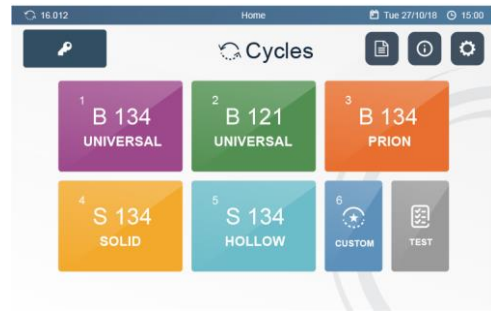 16.012 Home Tue 27/10/18 15:00
Cycles
1 2 3
B 134 B 121 B 134
UNIVERSAL UNIVERSAL PRION
4 5 6
S 134 S 134
SOLID HOLLOW CUSTOM TEST